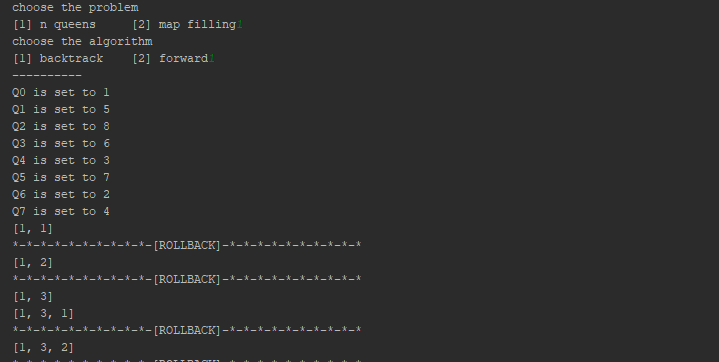 choose the problem
[1] n queens [2] map filling1
choose the algorithm
[1] backtrack [2] forward
----------
Q0 is set to 1
Q1 is set to 5
Q2 is set to 8
Q3 is set to 6
Q4 is set to 3
Q5 is set to 7
Q6 is set to 2
Q7 is set to 4
[1, 1]
*-*-*-*-*-*-*-*-*-*-[ROLLBACK]-*-*-*-*-*-*-*-*-*-*
[1, 2]
*-*-*-*-*-*-*-*-*-*-[ROLLBACK]-*-*-*-*-*-*-*-*-*-*
[1, 3]
[1, 3, 1]
*-*-*-*-*-*-*-*-*-*-[ROLLBACK]-*-*-*-*-*-*-*-*-*-*
[1, 3, 2]